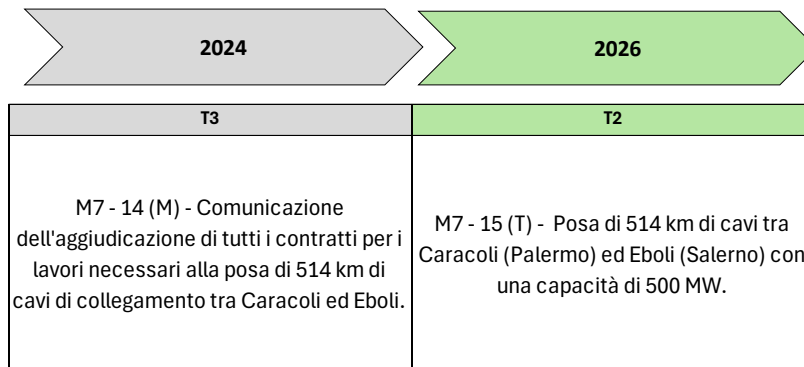 2024
2026
T3
T2
M7 - 14 (M) - Comunicazione
dell'aggiudicazione di tutti i contratti per i
lavori necessari alla posa di 514 km di
cavi di collegamento tra Caracoli ed Eboli.
M7 - 15 (T) - Posa di 514 km di cavi tra
Caracoli (Palermo) ed Eboli (Salerno) con
una capacità di 500 MW.